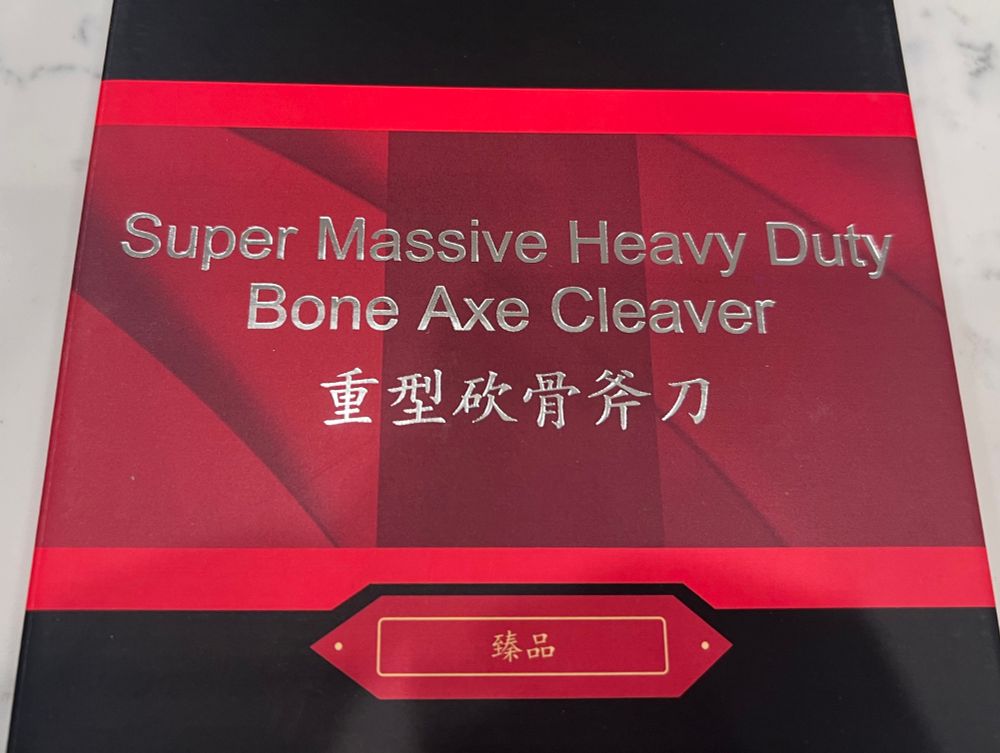 Super Massive Heavy Duty
Bone Axe Cleaver
重型砍骨斧刀
臻品